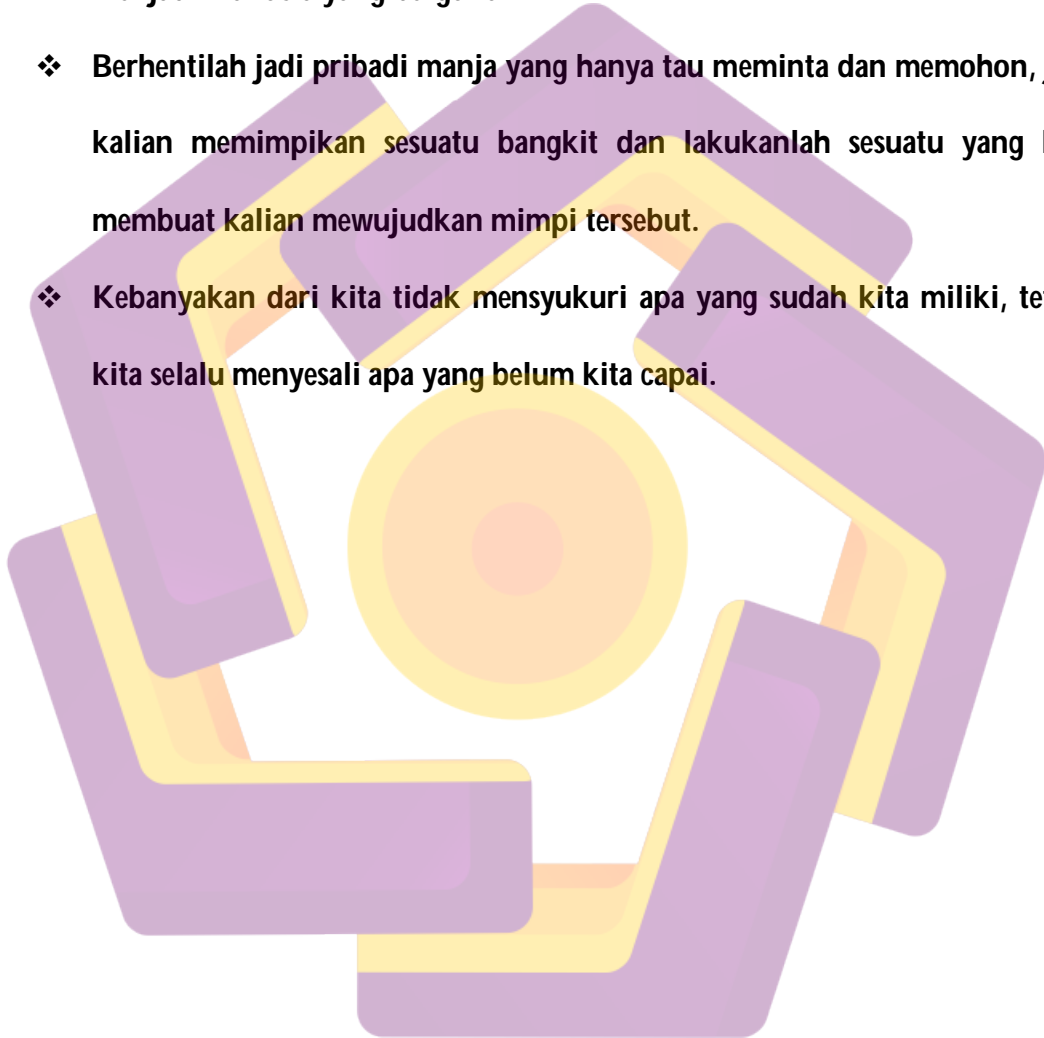 ❖ Berhentilah jadi pribadi manja yang hanya tau meminta dan memohon,
kalian memimpikan sesuatu bangkit dan lakukanlah sesuatu yang
membuat kalian mewujudkan mimpi tersebut.
❖ Kebanyakan dari kita tidak mensyukuri apa yang sudah kita miliki,
kita selalu menyesali apa yang belum kita capai.